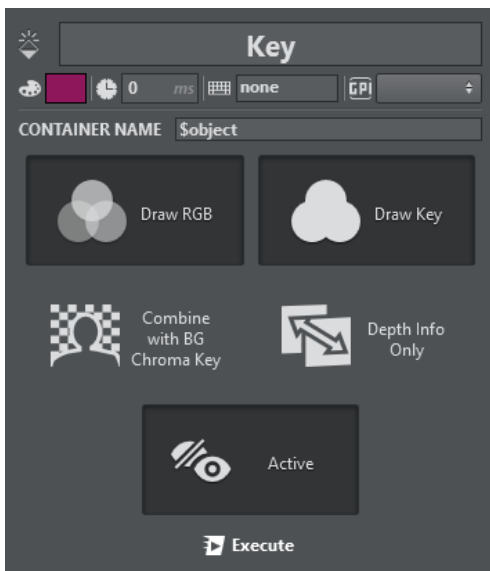 Key
0 ms none GPI
CONTAINER NAME $object
Draw RGB Draw Key
Combine
with BG
Chroma Key
Depth Info
Only
Active
Execute